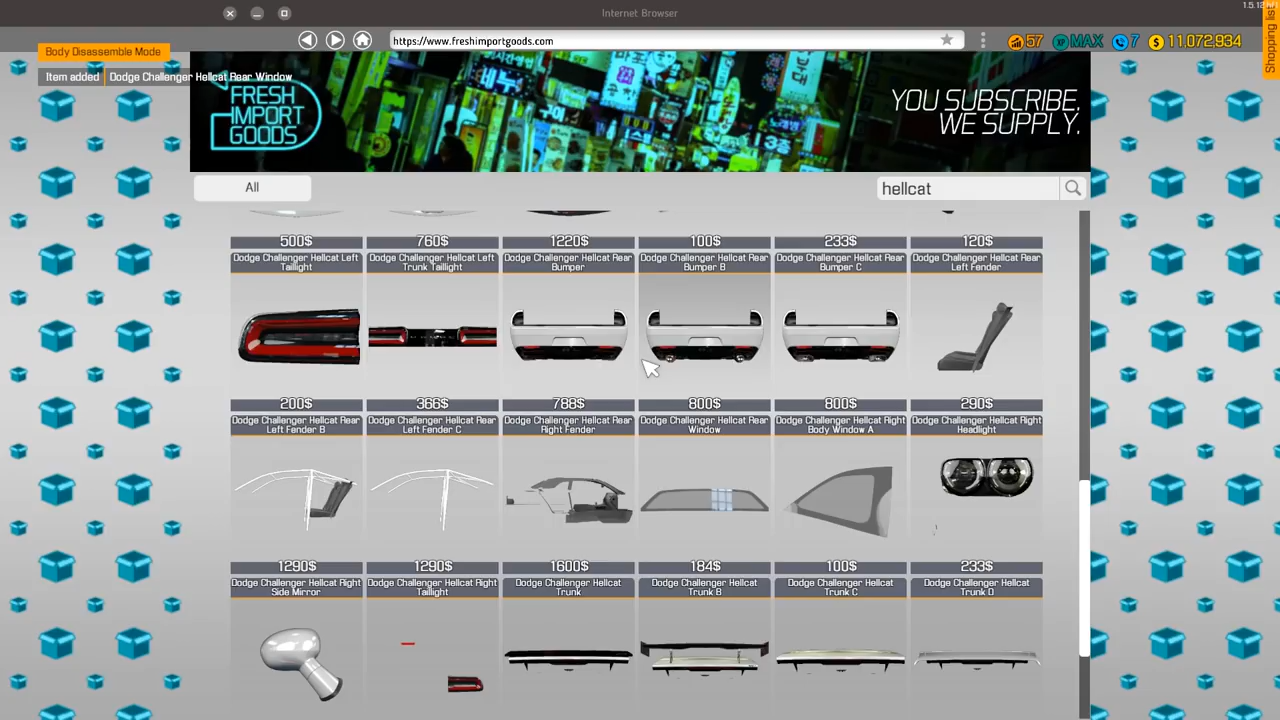 Internet Browser
1.5.12
Shopping list
Body Disassemble Mode
https://www.freshimportgoods.com
57
MAX
7
$ 11,072,934
Item added
Dodge Challenger Hellcat Rear Window
FRESH
IMPORT
GOODS
YOU SUBSCRIBE,
WE SUPPLY.
All
hellcat
500$ 760$ 1220$ 100$ 233$ 120$
Dodge Challenger Hellcat Left
Taillight
Dodge Challenger Hellcat Left
Trunk Taillight
Dodge Challenger Hellcat Rear
Bumper
Dodge Challenger Hellcat Rear
Bumper B
Dodge Challenger Hellcat Rear
Bumper C
Dodge Challenger Hellcat Rear
Left Fender
200$ 366$ 788$ 800$ 800$ 290$
Dodge Challenger Hellcat Rear
Left Fender B
Dodge Challenger Hellcat Rear
Left Fender C
Dodge Challenger Hellcat Rear
Right Fender
Dodge Challenger Hellcat Rear
Window
Dodge Challenger Hellcat Right
Body Window A
Dodge Challenger Hellcat Right
Headlight
1290$ 1290$ 1600$ 184$ 100$ 233$
Dodge Challenger Hellcat Right
Side Mirror
Dodge Challenger Hellcat Right
Taillight
Dodge Challenger Hellcat
Trunk
Dodge Challenger Hellcat
Trunk B
Dodge Challenger Hellcat
Trunk C
Dodge Challenger Hellcat
Trunk D